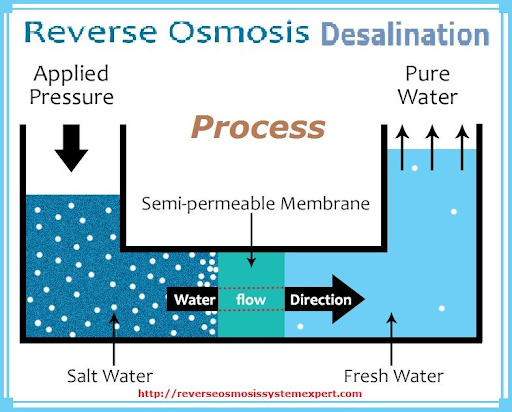 Reverse Osmosis Desalination
Applied
Pressure
Process
Pure
Water
Semi-permeable Membrane
Water flow Direction
Salt Water
Fresh Water
http://reverseosmosissystemexpert.com